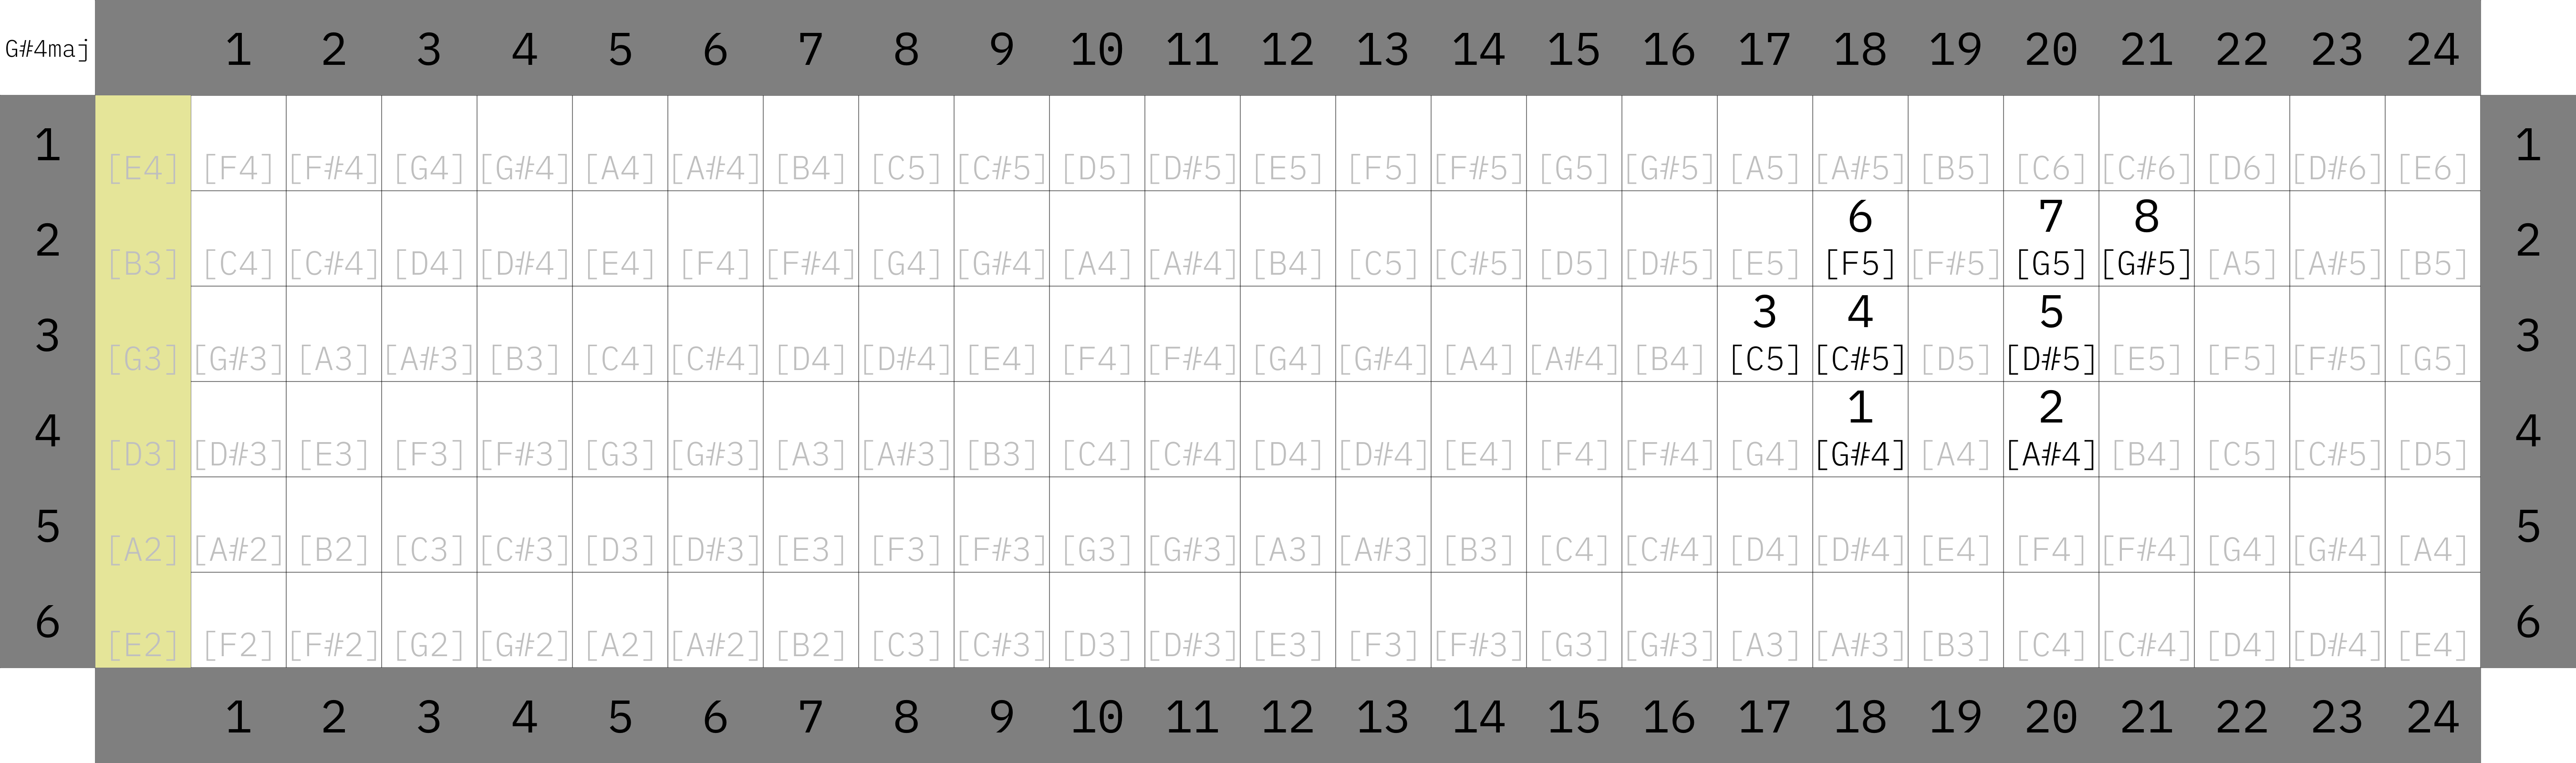 G#4maj 1 2 3 4 5 6 7 8 9 10 11 12 13 14 15 16 17 18 19 20 21 22 23 24
1 [E4] [F4] [F#4] [G4] [G#4] [A4] [A#4] [B4] [C5] [C#5] [D5] [D#5] [E5] [F5] [F#5] [G5] [G#5] [A5] [A#5] [B5] [C6] [C#6] [D6] [D#6] [E6] 1
6 7 8
2 [B3] [C4] [C#4] [D4] [D#4] [E4] [F4] [F#4] [G4] [G#4] [A4] [A#4] [B4] [C5] [C#5] [D5] [D#5] [E5] [F5] [F#5] [G5] [G#5] [A5] [A#5] [B5] 2
3 4 5
3 [G3] [G#3] [A3] [A#3] [B3] [C4] [C#4] [D4] [D#4] [E4] [F4] [F#4] [G4] [G#4] [A4] [A#4] [B4] [C5] [C#5] [D5] [D#5] [E5] [F5] [F#5] [G5] 3
1 2
4 [D3] [D#3] [E3] [F3] [F#3] [G3] [G#3] [A3] [A#3] [B3] [C4] [C#4] [D4] [D#4] [E4] [F4] [F#4] [G4] [G#4] [A4] [A#4] [B4] [C5] [C#5] [D5] 4
5 [A2] [A#2] [B2] [C3] [C#3] [D3] [D#3] [E3] [F3] [F#3] [G3] [G#3] [A3] [A#3] [B3] [C4] [C#4] [D4] [D#4] [E4] [F4] [F#4] [G4] [G#4] [A4] 5
6 [E2] [F2] [F#2] [G2] [G#2] [A2] [A#2] [B2] [C3] [C#3] [D3] [D#3] [E3] [F3] [F#3] [G3] [G#3] [A3] [A#3] [B3] [C4] [C#4] [D4] [D#4] [E4] 6
1 2 3 4 5 6 7 8 9 10 11 12 13 14 15 16 17 18 19 20 21 22 23 24